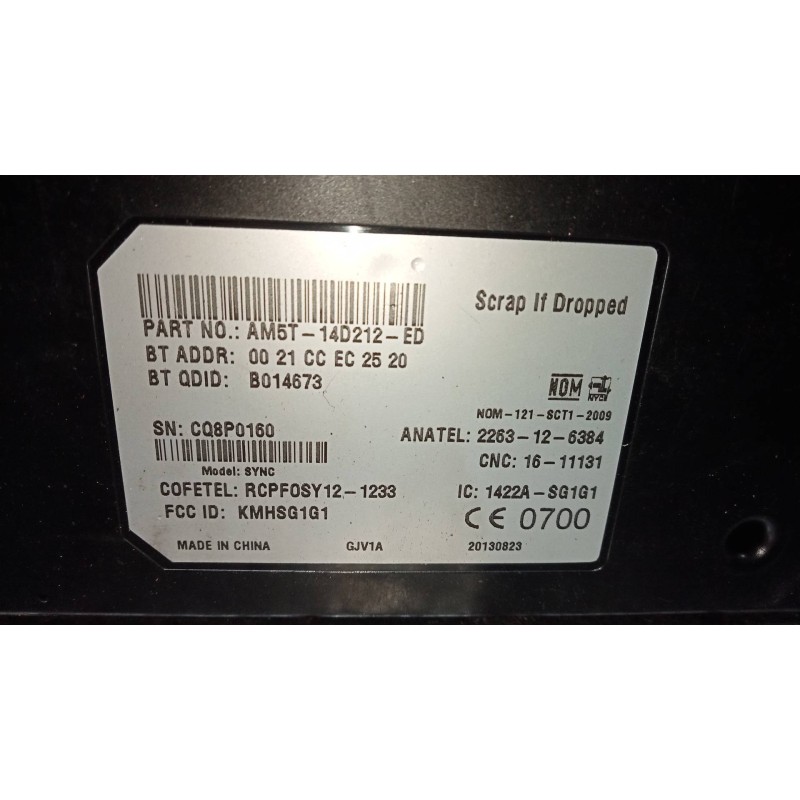 Scrap If Dropped
PART NO.: AM5T-14D212-ED
BT ADDR: 00 21 CC EC 25 20
BT QDID: B014673
NOM NYCE
NOM-121-SCT1-2009
SN: CQ8P0160
ANATEL: 2263-12-6384
CNC: 16-11131
Model: SYNC
COFETEL: RCPFOSY12-1233
IC: 1422A-SG1G1
FCC ID: KMHSG1G1
CE 0700
MADE IN CHINA GJV1A 20130823